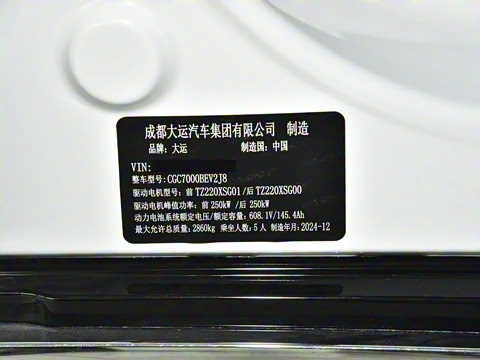 成都大运汽车集团有限公司 制造
品牌：大运 制造国：中国
VIN:
整车型号：CGC7000BEV2J8
驱动电机型号：前 TZ220XSG01/后 TZ220XSG00
驱动电机峰值功率：前 250kW /后 250kW
动力电池系统额定电压/额定容量：608.1V/145.4Ah
最大允许总质量：2860kg 乘坐人数：5人 制造年月：2024-12